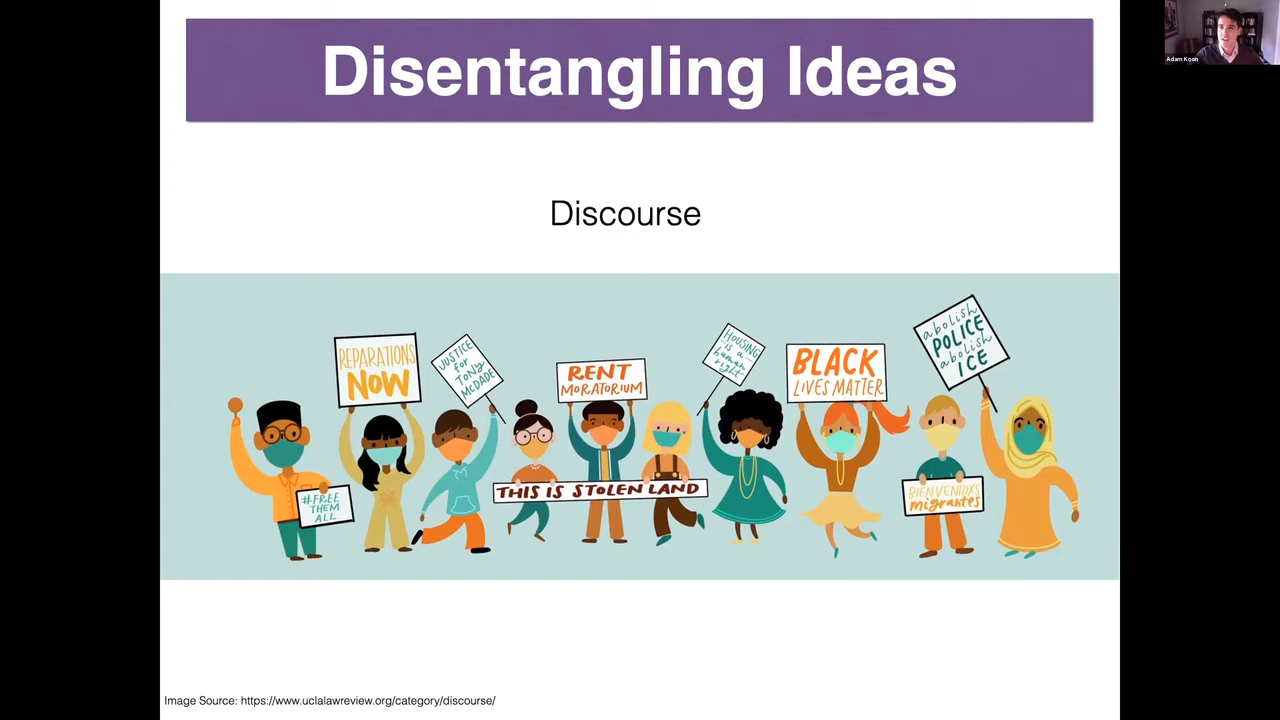 Disentangling Ideas
Adam Koon
Discourse
REPARATIONS
NOW
JUSTICE
for
TONY
MCDADE
RENT
MORATORIUM
HOUSING
is a
human
right
BLACK
LIVES MATTER
abolish
POLICE
abolish
ICE
#FREE
THEM
ALL
THIS IS STOLEN LAND
BIENVENIDXS
migrantes
Image Source: https://www.uclalawreview.org/category/discourse/